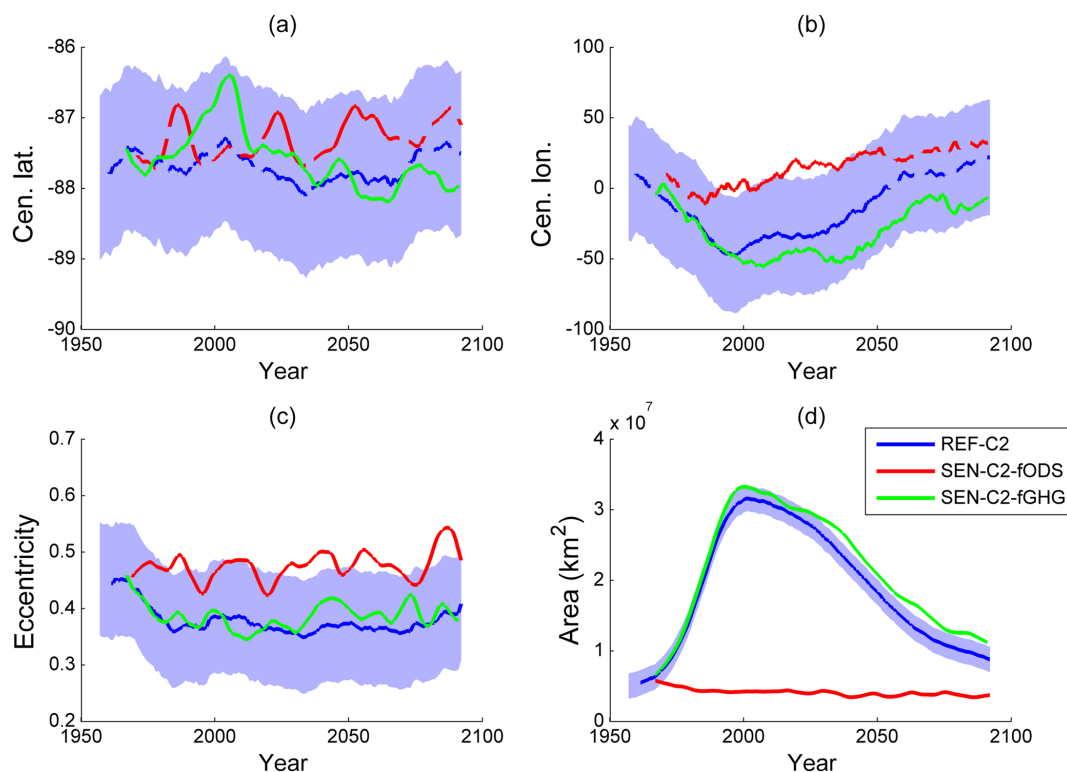 (a)
-86
-87
-88
-89
-90
Cen. lat.
1950
2000
2050
2100
Year
(b)
100
50
0
-50
-100
Cen. lon.
1950
2000
2050
2100
Year
(c)
0.7
0.6
0.5
0.4
0.3
0.2
Eccentricity
1950
2000
2050
2100
Year
(d)
x 10^7
4
3
2
1
0
Area (km²)
1950
2000
2050
2100
Year
REF-C2
SEN-C2-fODS
SEN-C2-fGHG